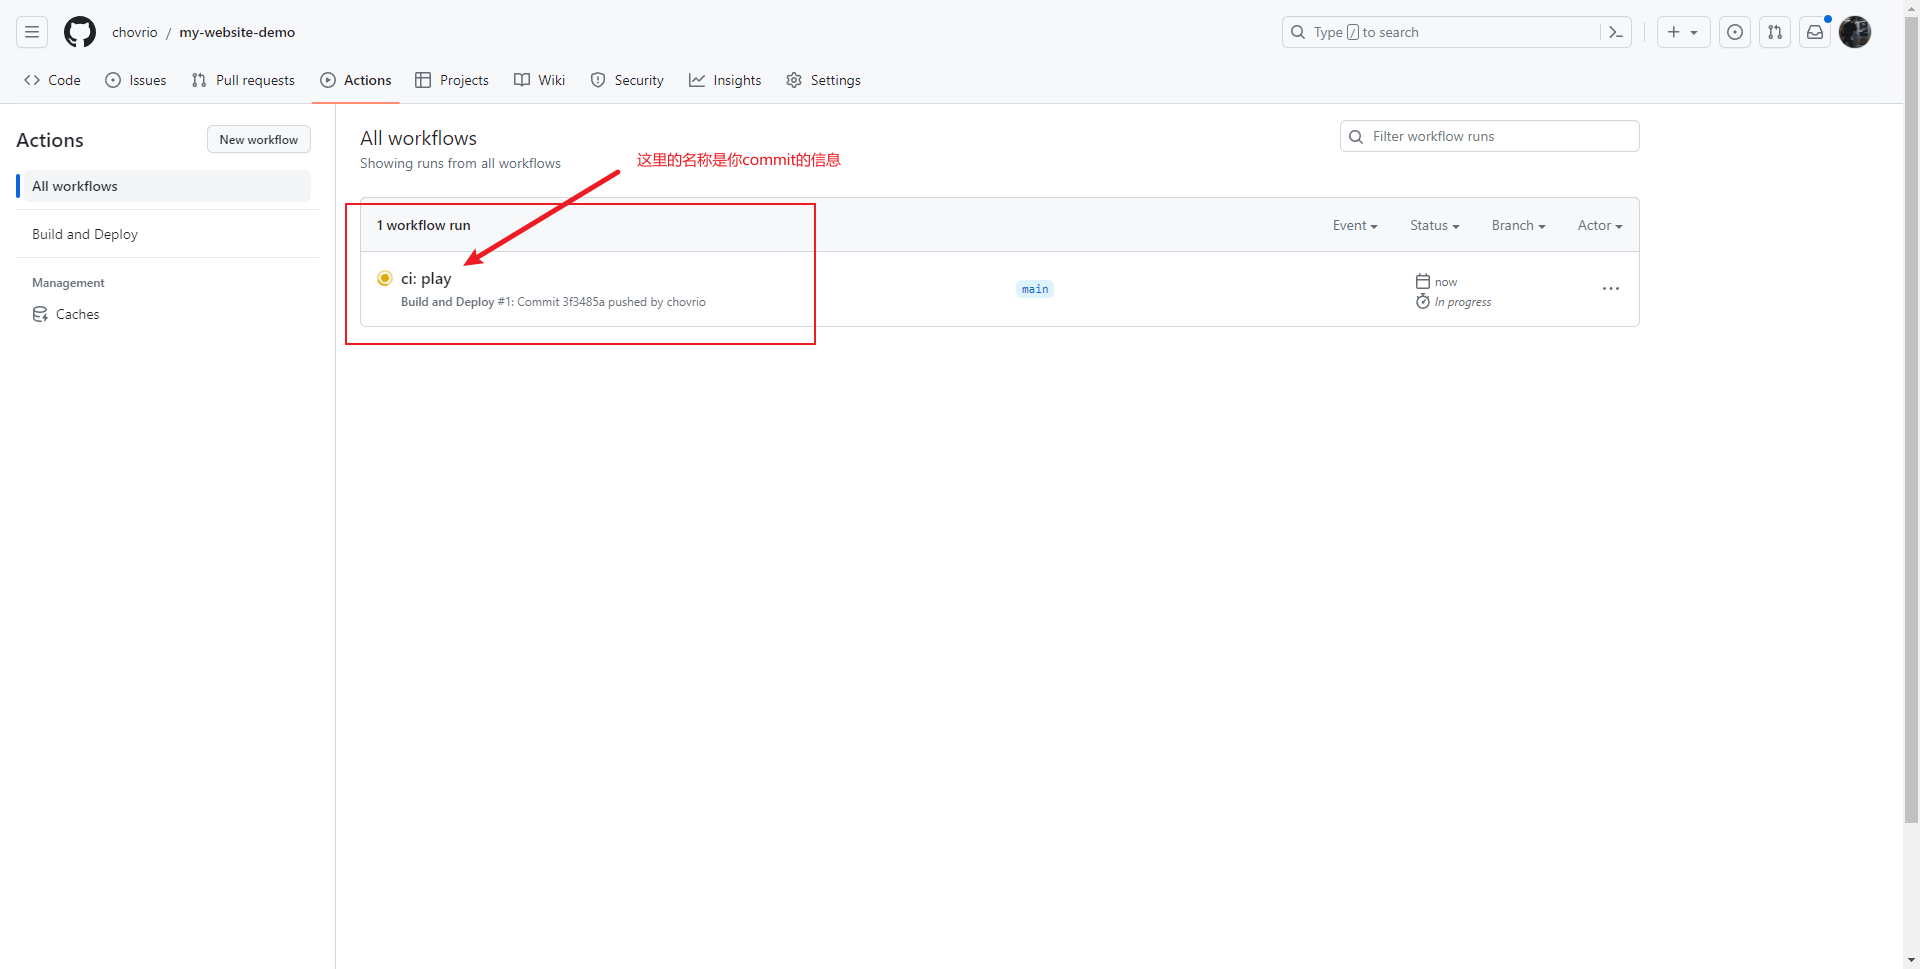 chovrio / my-website-demo
Type / to search
Code
Issues
Pull requests
Actions
Projects
Wiki
Security
Insights
Settings
Actions
New workflow
All workflows
Build and Deploy
Management
Caches
All workflows
Showing runs from all workflows
Filter workflow runs
这里的名称是你commit的信息
1 workflow run
Event
Status
Branch
Actor
ci: play
Build and Deploy #1: Commit 3f3485a pushed by chovrio
main
now
In progress